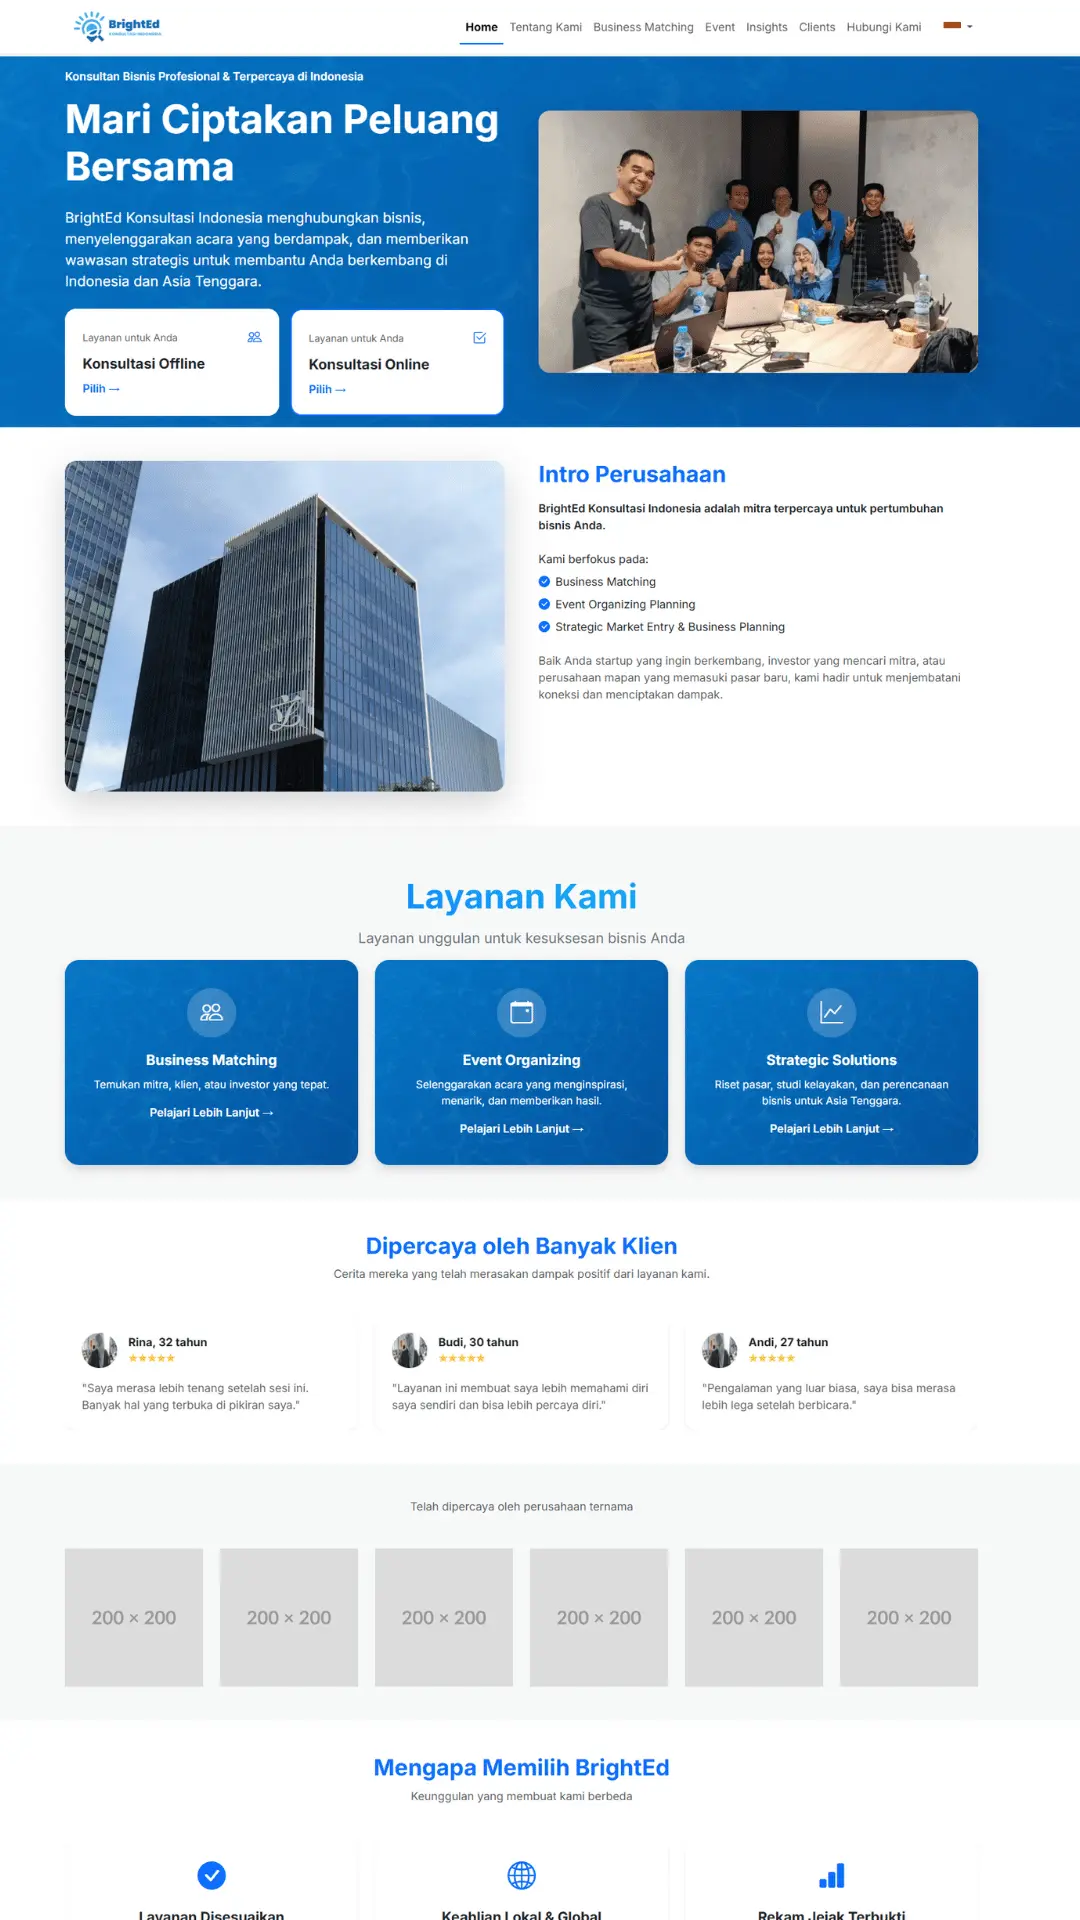 BrightEd
KONSULTASI INDONESIA
Home
Tentang Kami
Business Matching
Event
Insights
Clients
Hubungi Kami
Konsultan Bisnis Profesional & Terpercaya di Indonesia
Mari Ciptakan Peluang
Bersama
BrightEd Konsultasi Indonesia menghubungkan bisnis,
menyelenggarakan acara yang berdampak, dan memberikan
wawasan strategis untuk membantu Anda berkembang di
Indonesia dan Asia Tenggara.
Layanan untuk Anda
Konsultasi Offline
Pilih →
Layanan untuk Anda
Konsultasi Online
Pilih →
Intro Perusahaan
BrightEd Konsultasi Indonesia adalah mitra terpercaya untuk pertumbuhan
bisnis Anda.
Kami berfokus pada:
Business Matching
Event Organizing Planning
Strategic Market Entry & Business Planning
Baik Anda startup yang ingin berkembang, investor yang mencari mitra, atau
perusahaan mapan yang memasuki pasar baru, kami hadir untuk menjembatani
koneksi dan menciptakan dampak.
Layanan Kami
Layanan unggulan untuk kesuksesan bisnis Anda
Business Matching
Temukan mitra, klien, atau investor yang tepat.
Pelajari Lebih Lanjut →
Event Organizing
Selenggarakan acara yang menginspirasi,
menarik, dan memberikan hasil.
Pelajari Lebih Lanjut →
Strategic Solutions
Riset pasar, studi kelayakan, dan perencanaan
bisnis untuk Asia Tenggara.
Pelajari Lebih Lanjut →
Dipercaya oleh Banyak Klien
Cerita mereka yang telah merasakan dampak positif dari layanan kami.
Rina, 32 tahun
★★★★★
"Saya merasa lebih tenang setelah sesi ini.
Banyak hal yang terbuka di pikiran saya."
Budi, 30 tahun
★★★★★
"Layanan ini membuat saya lebih memahami diri
saya sendiri dan bisa lebih percaya diri."
Andi, 27 tahun
★★★★★
"Pengalaman yang luar biasa, saya bisa merasa
lebih lega setelah berbicara."
Telah dipercaya oleh perusahaan ternama
200 × 200
200 × 200
200 × 200
200 × 200
200 × 200
200 × 200
Mengapa Memilih BrightEd
Keunggulan yang membuat kami berbeda
Layanan Disesuaikan
Keahlian Lokal & Global
Rekam Jejak Terbukti